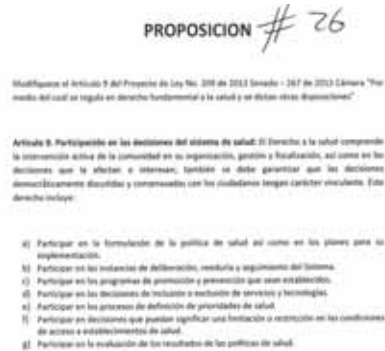 PROPOSICION # 26
Modifíquese el Artículo 9 del Proyecto de Ley No. 209 de 2013 Senado – 267 de 2013 Cámara "Por
medio del cual se regula en derecho fundamental a la salud y se dictan otras disposiciones"
Artículo 9. Participación en las decisiones del sistema de salud: El Derecho a la salud comprende
la intervención activa de la comunidad en su organización, gestión y fiscalización, así como en las
decisiones que la afectan o interesan, también se debe garantizar que las decisiones
democráticamente discutidas y consensuadas con los ciudadanos tengan carácter vinculante. Este
derecho incluye:
a) Participar en la formulación de la política de salud así como en los planes para su
implementación.
b) Participar en las instancias de deliberación, veeduría y seguimiento del Sistema.
c) Participar en los programas de promoción y prevención que sean establecidos.
d) Participar en las decisiones de inclusión o exclusión de servicios y tecnologías.
e) Participar en los procesos de definición de prioridades de salud.
f) Participar en decisiones que puedan significar una limitación o restricción en las condiciones
de acceso a establecimientos de salud.
g) Participar en la evaluación de los resultados de las políticas de salud.